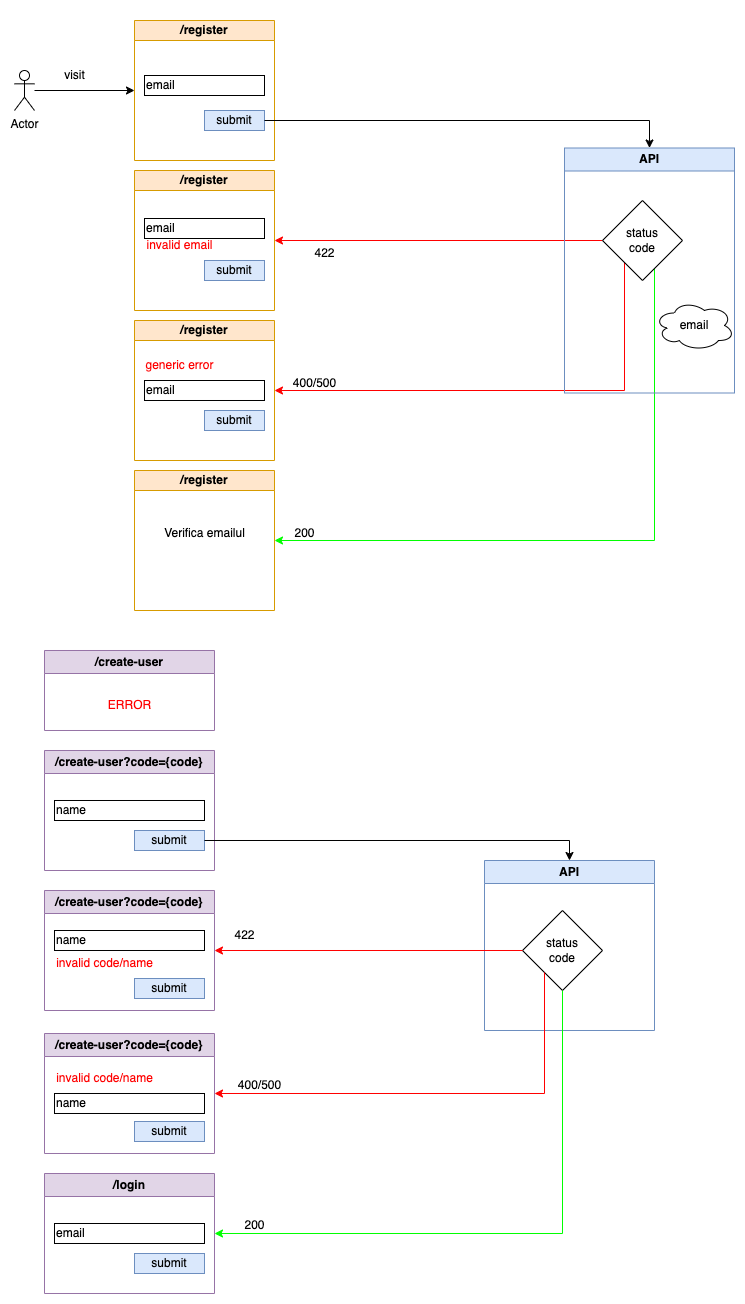 /register
visit
email
Actor
submit
API
/register
email
status
code
invalid email
422
submit
email
/register
generic error
400/500
email
submit
/register
Verifica emailul
200
/create-user
ERROR
/create-user?code={code}
name
submit
API
/create-user?code={code}
422
name
status
code
invalid code/name
submit
/create-user?code={code}
invalid code/name
400/500
name
submit
/login
200
email
submit